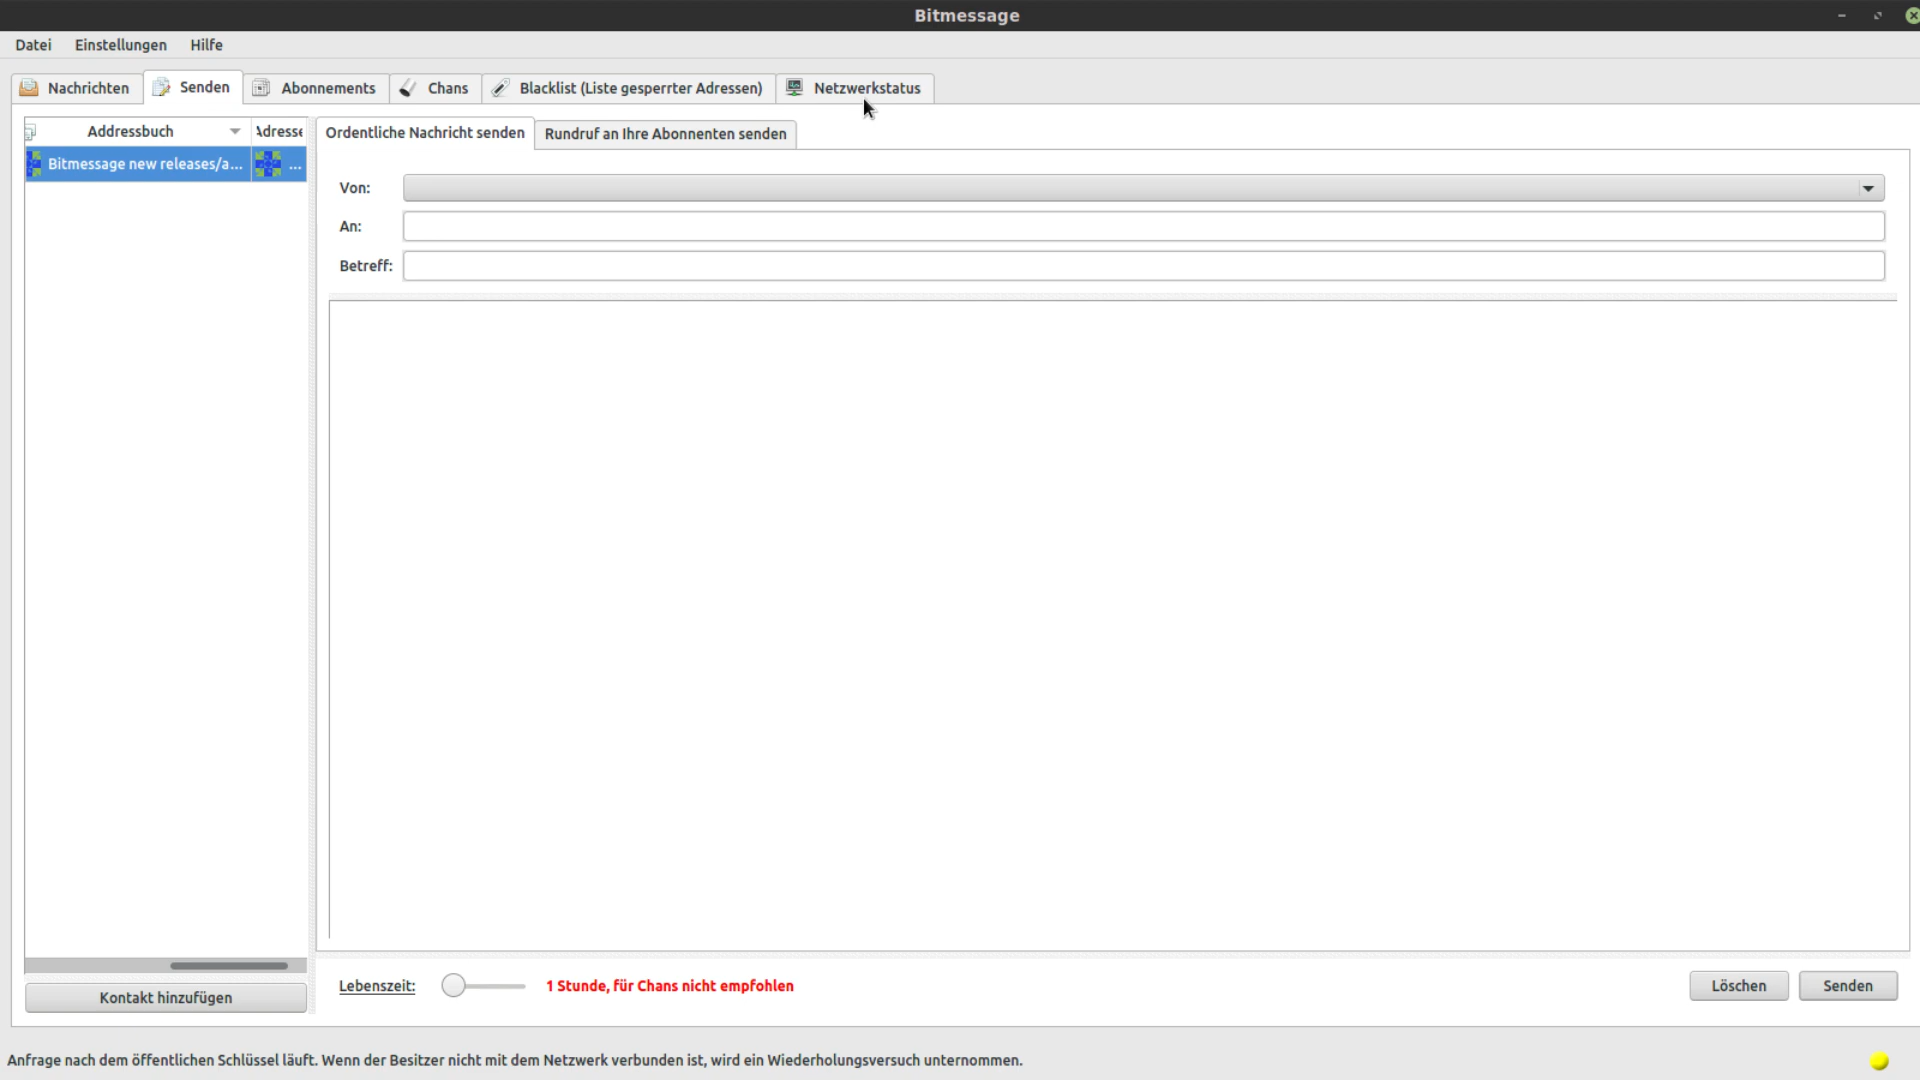 Bitmessage
Datei Einstellungen Hilfe
Nachrichten Senden Abonnements Chans Blacklist (Liste gesperrter Adressen) Netzwerkstatus
Addressbuch Adresse
Ordentliche Nachricht senden Rundruf an Ihre Abonnenten senden
Bitmessage new releases/a... ...
Von:
An:
Betreff:
Lebenszeit: 1 Stunde, für Chans nicht empfohlen Löschen Senden
Kontakt hinzufügen
Anfrage nach dem öffentlichen Schlüssel läuft. Wenn der Besitzer nicht mit dem Netzwerk verbunden ist, wird ein Wiederholungsversuch unternommen.